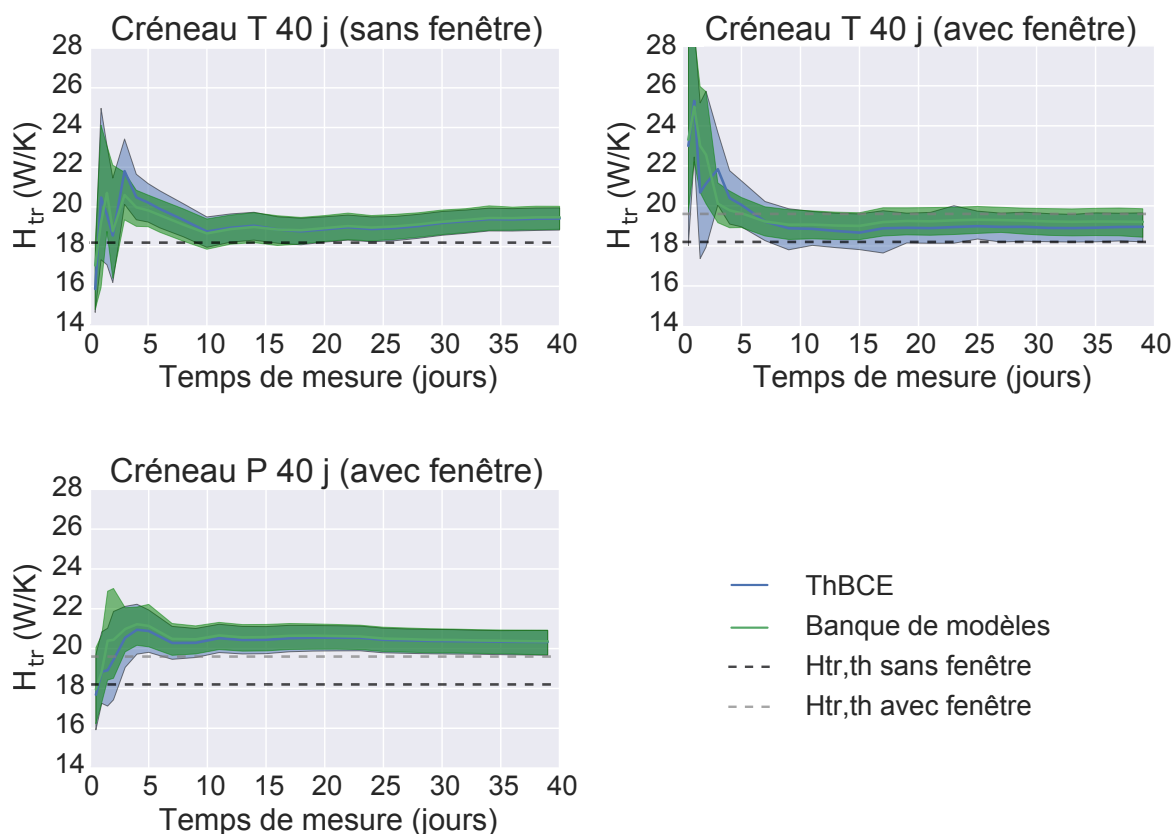 Créneau T 40 j (sans fenêtre)
28
26
24
22
20
18
16
14
H_tr (W/K)
0 5 10 15 20 25 30 35 40
Temps de mesure (jours)
Créneau T 40 j (avec fenêtre)
28
26
24
22
20
18
16
14
H_tr (W/K)
0 5 10 15 20 25 30 35 40
Temps de mesure (jours)
Créneau P 40 j (avec fenêtre)
28
26
24
22
20
18
16
14
H_tr (W/K)
0 5 10 15 20 25 30 35 40
Temps de mesure (jours)
ThBCE
Banque de modèles
Htr,th sans fenêtre
Htr,th avec fenêtre